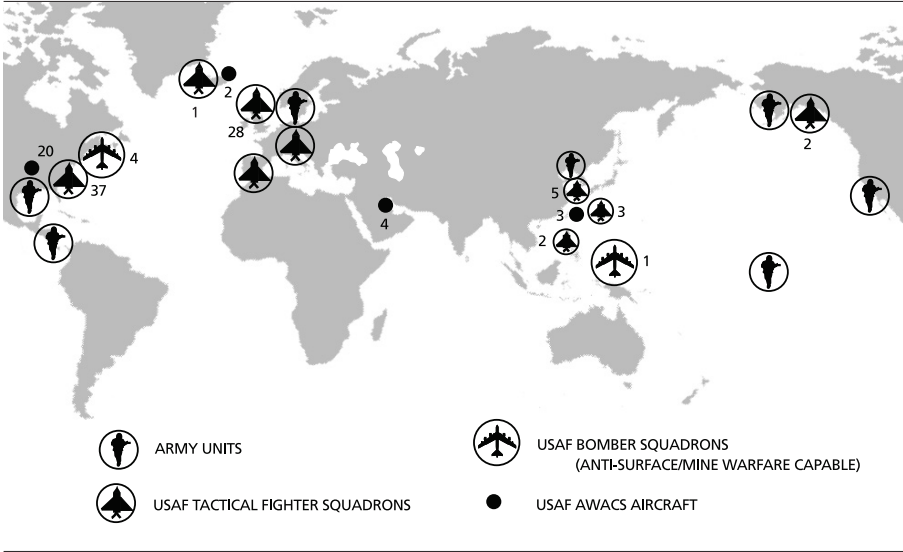 2
1
28
20
4
37
4
5
3
3
2
1
2
ARMY UNITS
USAF TACTICAL FIGHTER SQUADRONS
USAF BOMBER SQUADRONS
(ANTI-SURFACE/MINE WARFARE CAPABLE)
USAF AWACS AIRCRAFT